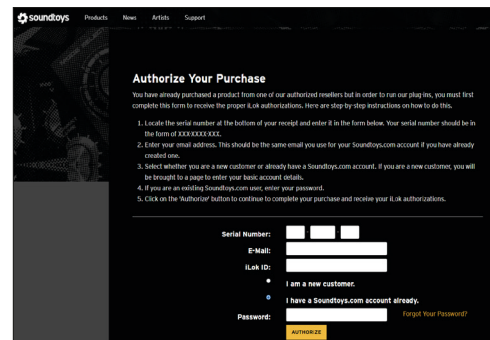 soundtoys Products News Artists Support
Authorize Your Purchase
You have already purchased a product from one of our authorized resellers but in order to run our plug-ins, you must first
complete this form to receive the proper iLok authorizations. Here are step-by-step instructions on how to do this.
1. Locate the serial number at the bottom of your receipt and enter it in the form below. Your serial number should be in
the form of XXX-XXXX-XXX.
2. Enter your email address. This should be the same email you use for your Soundtoys.com account if you have already
created one.
3. Select whether you are a new customer or already have a Soundtoys.com account. If you are a new customer, you will
be brought to a page to enter your basic account details.
4. If you are an existing Soundtoys.com user, enter your password.
5. Click on the 'Authorize' button to continue to complete your purchase and receive your iLok authorizations.
Serial Number: - -
E-Mail:
iLok ID:
I am a new customer.
I have a Soundtoys.com account already.
Password: Forgot Your Password?
AUTHORIZE